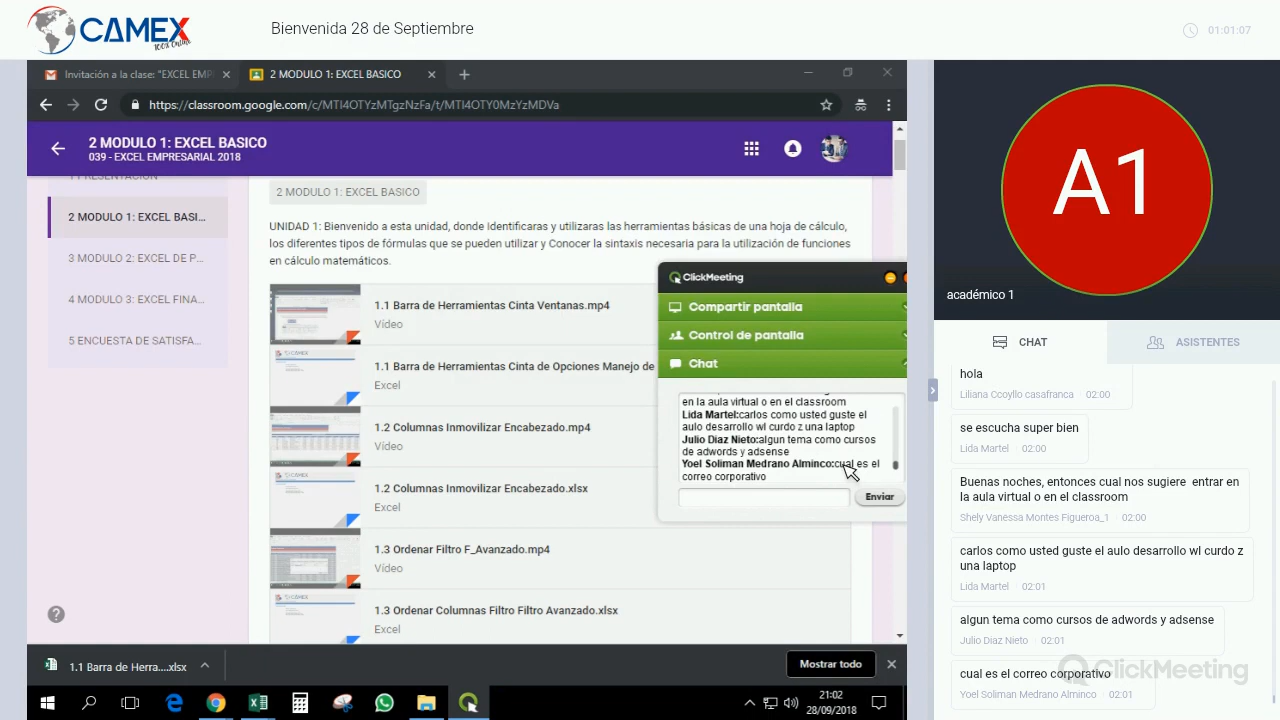 CAMEX
100% Online
Bienvenida 28 de Septiembre
01:01:07
Invitación a la clase: "EXCEL EMP
2 MODULO 1: EXCEL BASICO
https://classroom.google.com/c/MTI4OTYzMTgzNzFa/t/MTI4OTY0MzYzMDVa
2 MODULO 1: EXCEL BASICO
039 - EXCEL EMPRESARIAL 2018
1 PRESENTACION
2 MODULO 1: EXCEL BASI...
3 MODULO 2: EXCEL DE P...
4 MODULO 3: EXCEL FINA...
5 ENCUESTA DE SATISFA...
2 MODULO 1: EXCEL BASICO
UNIDAD 1: Bienvenido a esta unidad, donde Identificaras y utilizaras las herramientas básicas de una hoja de cálculo,
los diferentes tipos de fórmulas que se pueden utilizar y Conocer la sintaxis necesaria para la utilización de funciones
en cálculo matemáticos.
1.1 Barra de Herramientas Cinta Ventanas.mp4
Vídeo
1.1 Barra de Herramientas Cinta de Opciones Manejo de
Excel
1.2 Columnas Inmovilizar Encabezado.mp4
Vídeo
1.2 Columnas Inmovilizar Encabezado.xlsx
Excel
1.3 Ordenar Filtro F_Avanzado.mp4
Vídeo
1.3 Ordenar Columnas Filtro Filtro Avanzado.xlsx
Excel
ClickMeeting
Compartir pantalla
Control de pantalla
Chat
en la aula virtual o en el classroom
Lida Martel:carlos como usted guste el
aulo desarrollo wl curdo z una laptop
Julio Diaz Nieto:algun tema como cursos
de adwords y adsense
Yoel Soliman Medrano Alminco:cual es el
correo corporativo
Enviar
1.1 Barra de Herra....xlsx
Mostrar todo
21:02
28/09/2018
A1
académico 1
CHAT
ASISTENTES
hola
Liliana Ccoyllo casafranca · 02:00
se escucha super bien
Lida Martel · 02:00
Buenas noches, entonces cual nos sugiere entrar en
la aula virtual o en el classroom
Shely Vanessa Montes Figueroa_1 · 02:00
carlos como usted guste el aulo desarrollo wl curdo z
una laptop
Lida Martel · 02:01
algun tema como cursos de adwords y adsense
Julio Diaz Nieto · 02:01
cual es el correo corporativo
Yoel Soliman Medrano Alminco · 02:01
ClickMeeting